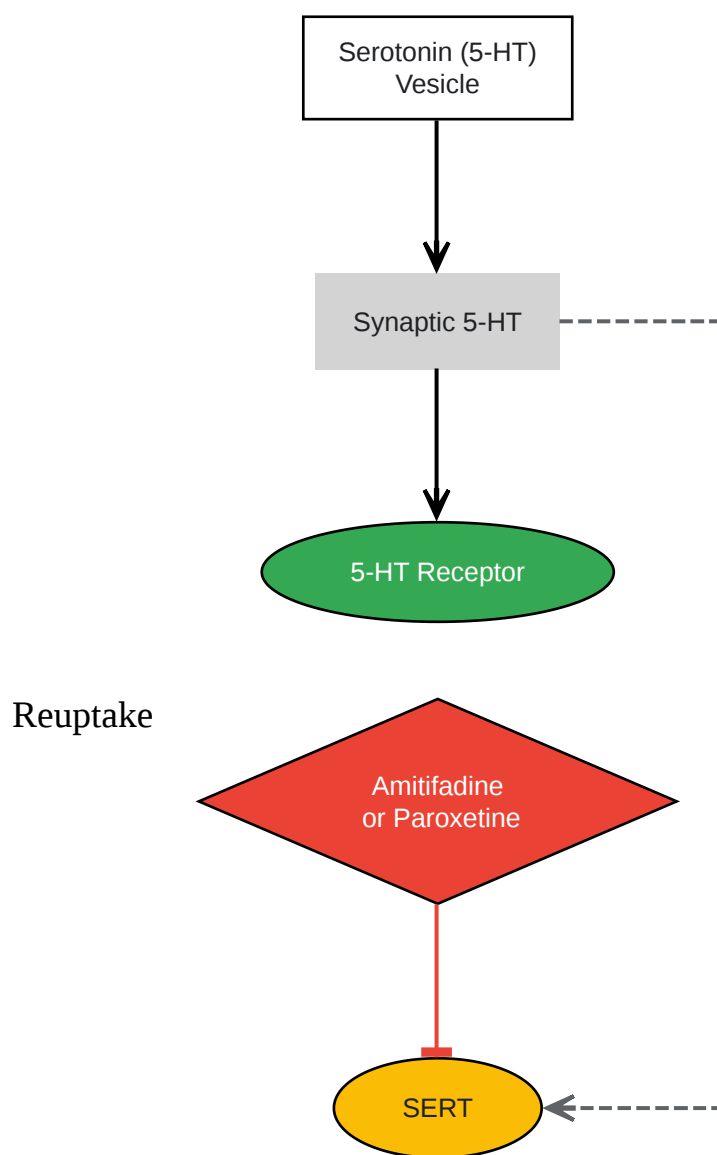 Serotonin (5-HT)
Vesicle
Synaptic 5-HT
5-HT Receptor
Reuptake
Amitifadine
or Paroxetine
SERT